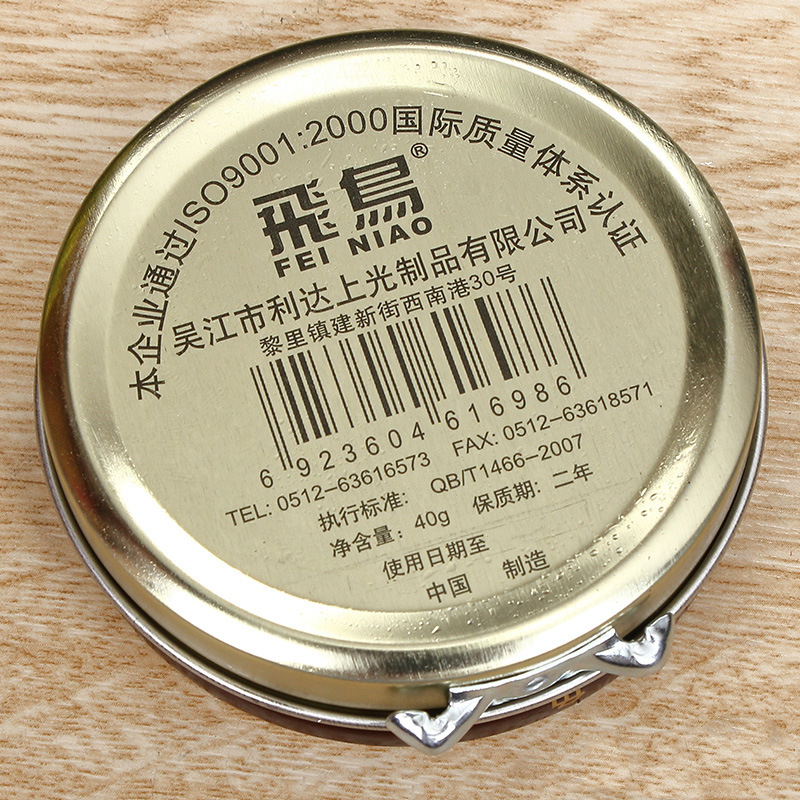 本企业通过ISO9001:2000国际质量体系认证
飛鳥®
FEI NIAO
吴江市利达上光制品有限公司
黎里镇建新街西南港30号
6 923604 616986
TEL: 0512–63616573 FAX: 0512–63618571
执行标准: QB/T1466–2007
净含量: 40g 保质期: 二年
使用日期至
中国 制造